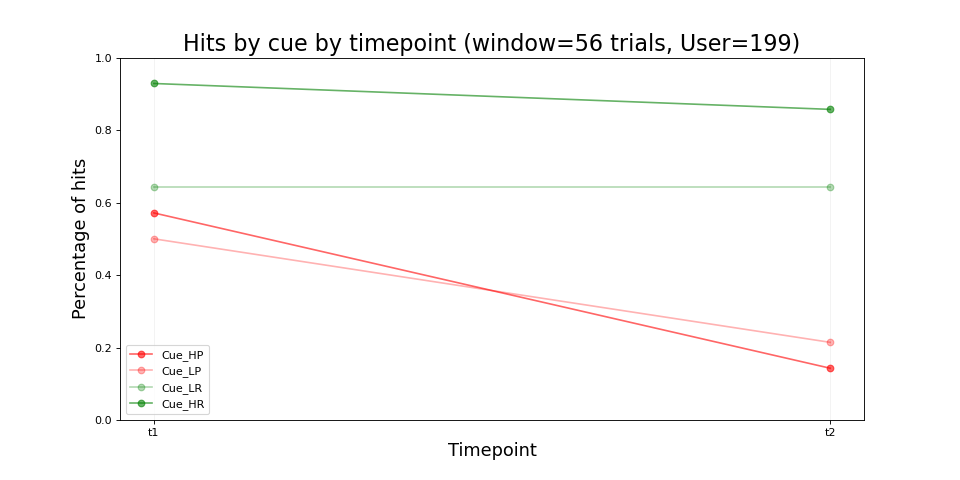 Hits by cue by timepoint (window=56 trials, User=199)
Percentage of hits
1.0
0.8
0.6
0.4
0.2
0.0
Cue_HP
Cue_LP
Cue_LR
Cue_HR
t1
t2
Timepoint